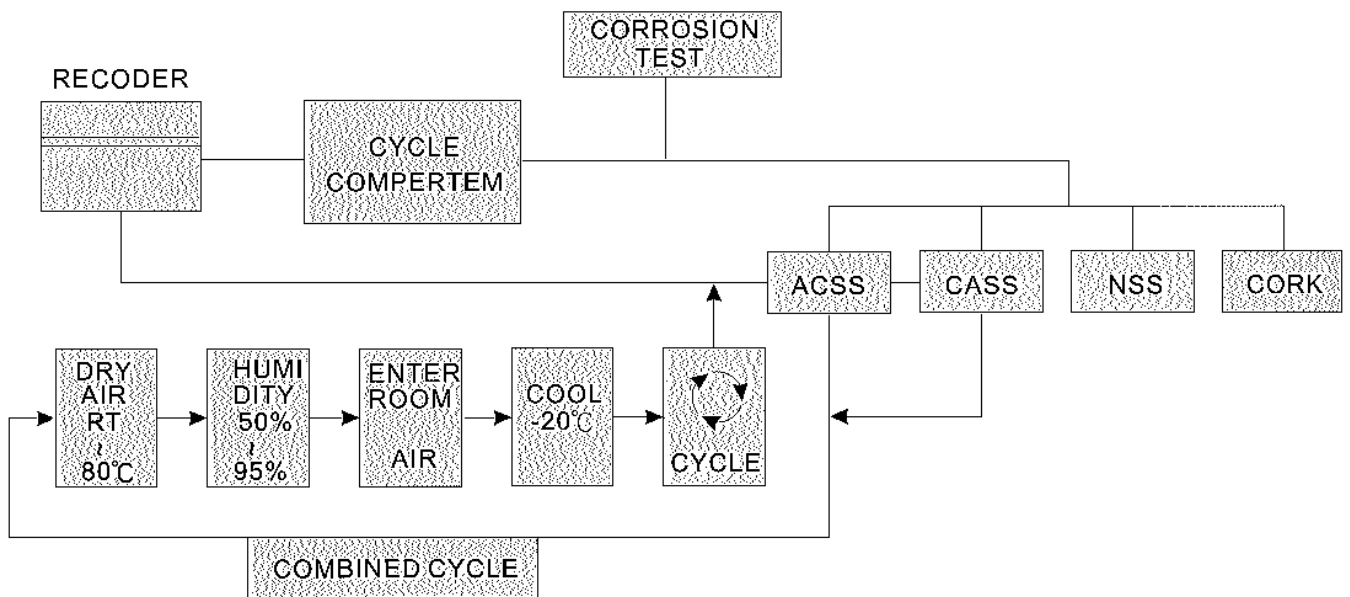 CORROSION
TEST
RECODER
CYCLE
COMPERTEM
ACSS
CASS
NSS
CORK
DRY
AIR
RT
~
80℃
HUMI
DITY
50%
~
95%
ENTER
ROOM
AIR
COOL
-20℃
CYCLE
COMBINED CYCLE